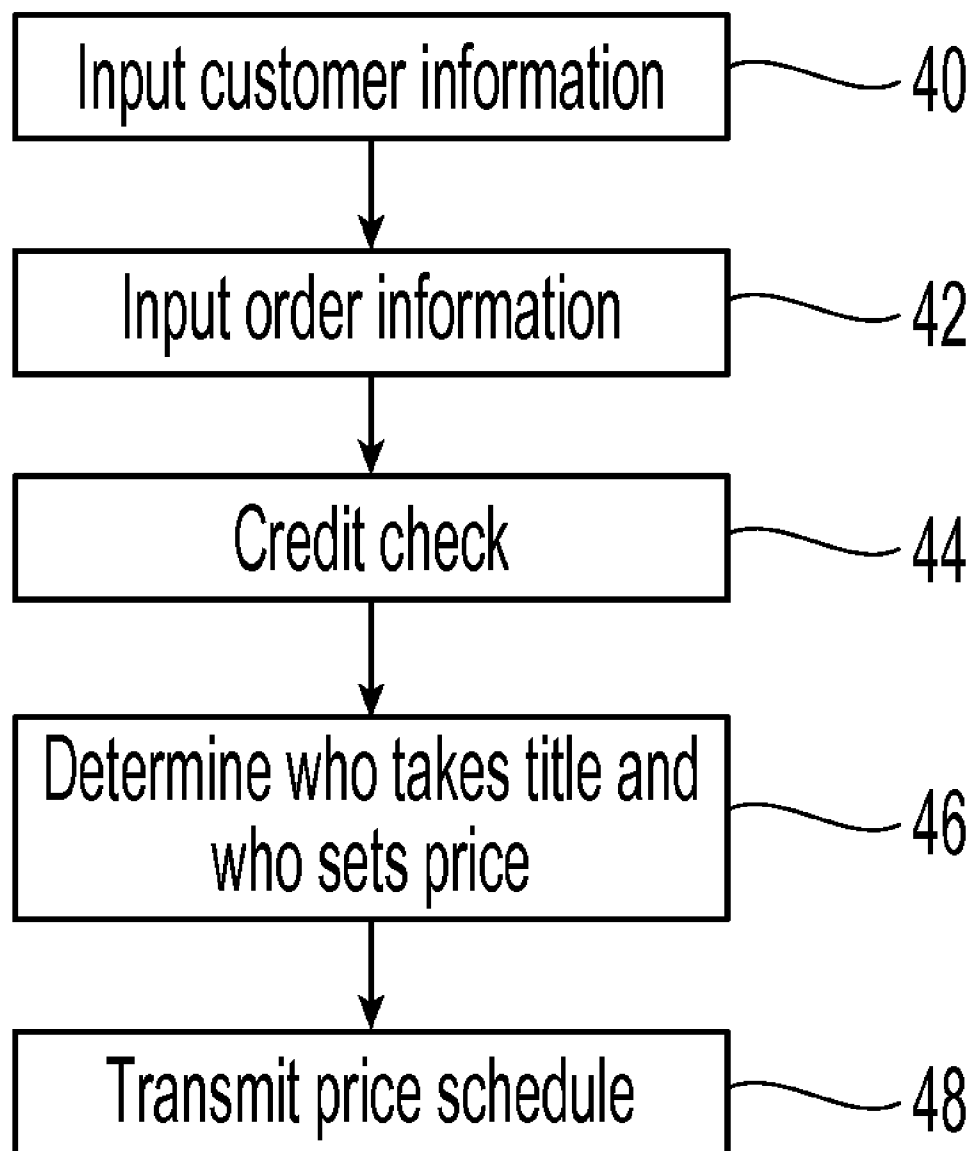 Input customer information
40
Input order information
42
Credit check
44
Determine who takes title and
who sets price
46
Transmit price schedule
48